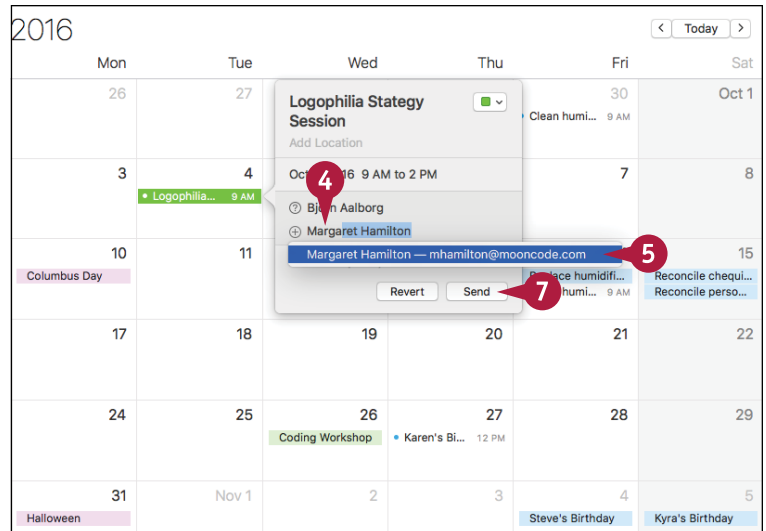 2016
< Today >
Mon Tue Wed Thu Fri Sat
26 27 30 Oct 1
Logophilia Stategy
Session
Clean humi... 9 AM
Add Location
3 4 7 8
16 9 AM to 2 PM
4
• Logophilia... 9 AM
Aalborg
Margaret Hamilton
10 11 15
Margaret Hamilton — mhamilton@mooncode.com
5
Columbus Day
humidifi...
Reconcile chequi...
Revert Send
7
humi... 9 AM
Reconcile perso...
17 18 19 20 21 22
24 25 26 27 28 29
Coding Workshop • Karen's Bi... 12 PM
31 Nov 1 2 3 4 5
Halloween Steve's Birthday Kyra's Birthday